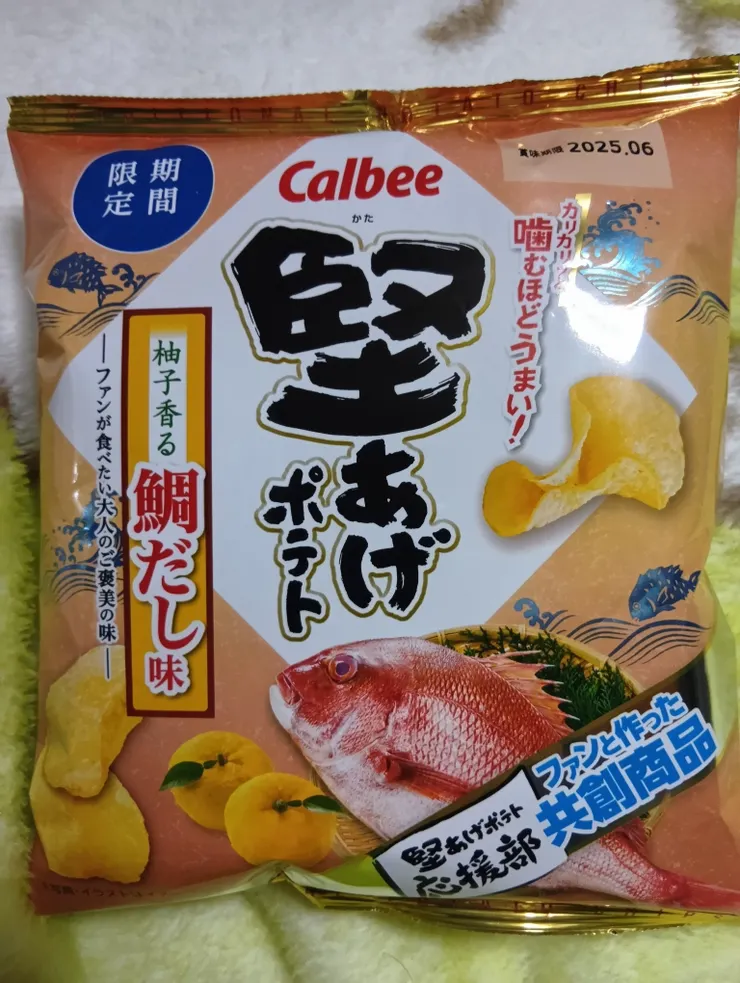 期間
限定
Calbee
賞味期限 2025.06
かた
堅あげ
ポテト
カリカリと
噛むほどうまい!
柚子香る
鯛だし味
―ファンが食べたい大人のご褒美の味―
ファンと作った
共創商品
堅あげポテト
応援部